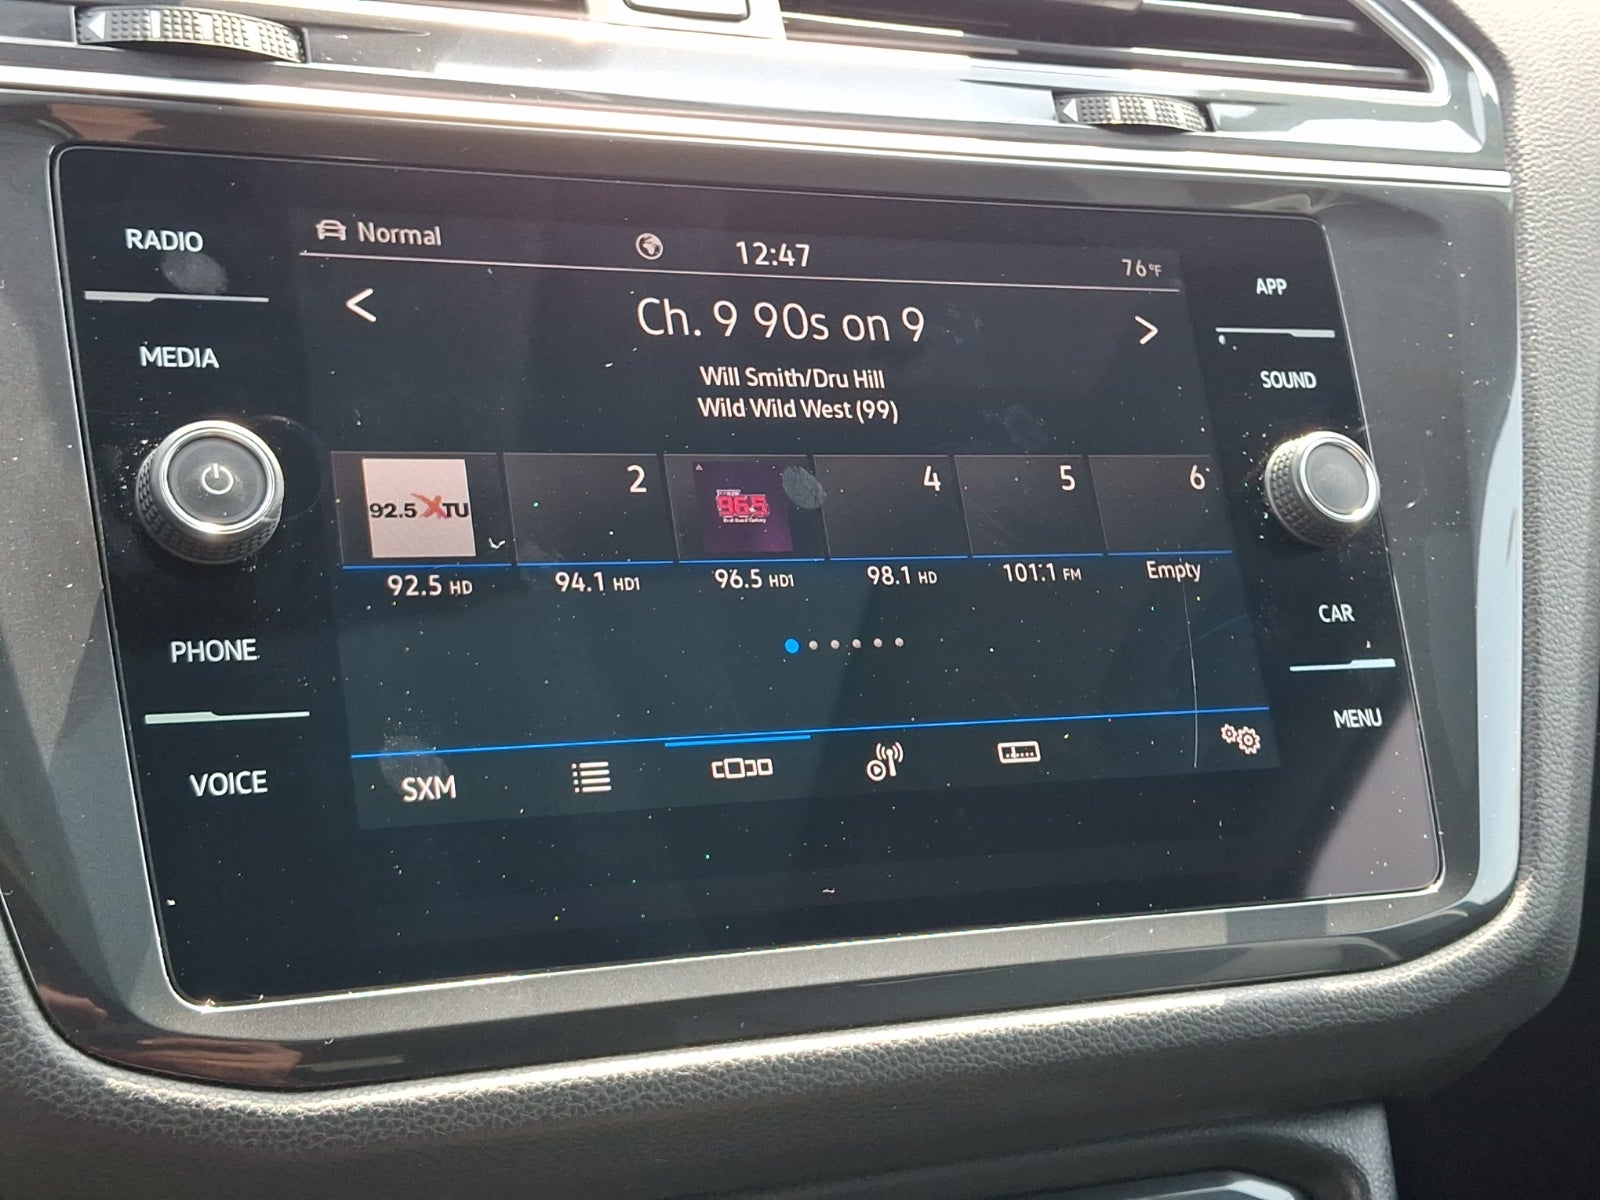 RADIO
MEDIA
PHONE
VOICE
Normal
12:47
76°F
< Ch. 9 90s on 9 >
Will Smith/Dru Hill
Wild Wild West (99)
92.5 XTU
2
96.5
4
5
6
92.5 HD
94.1 HD1
96.5 HD1
98.1 HD
101.1 FM
Empty
SXM
APP
SOUND
CAR
MENU